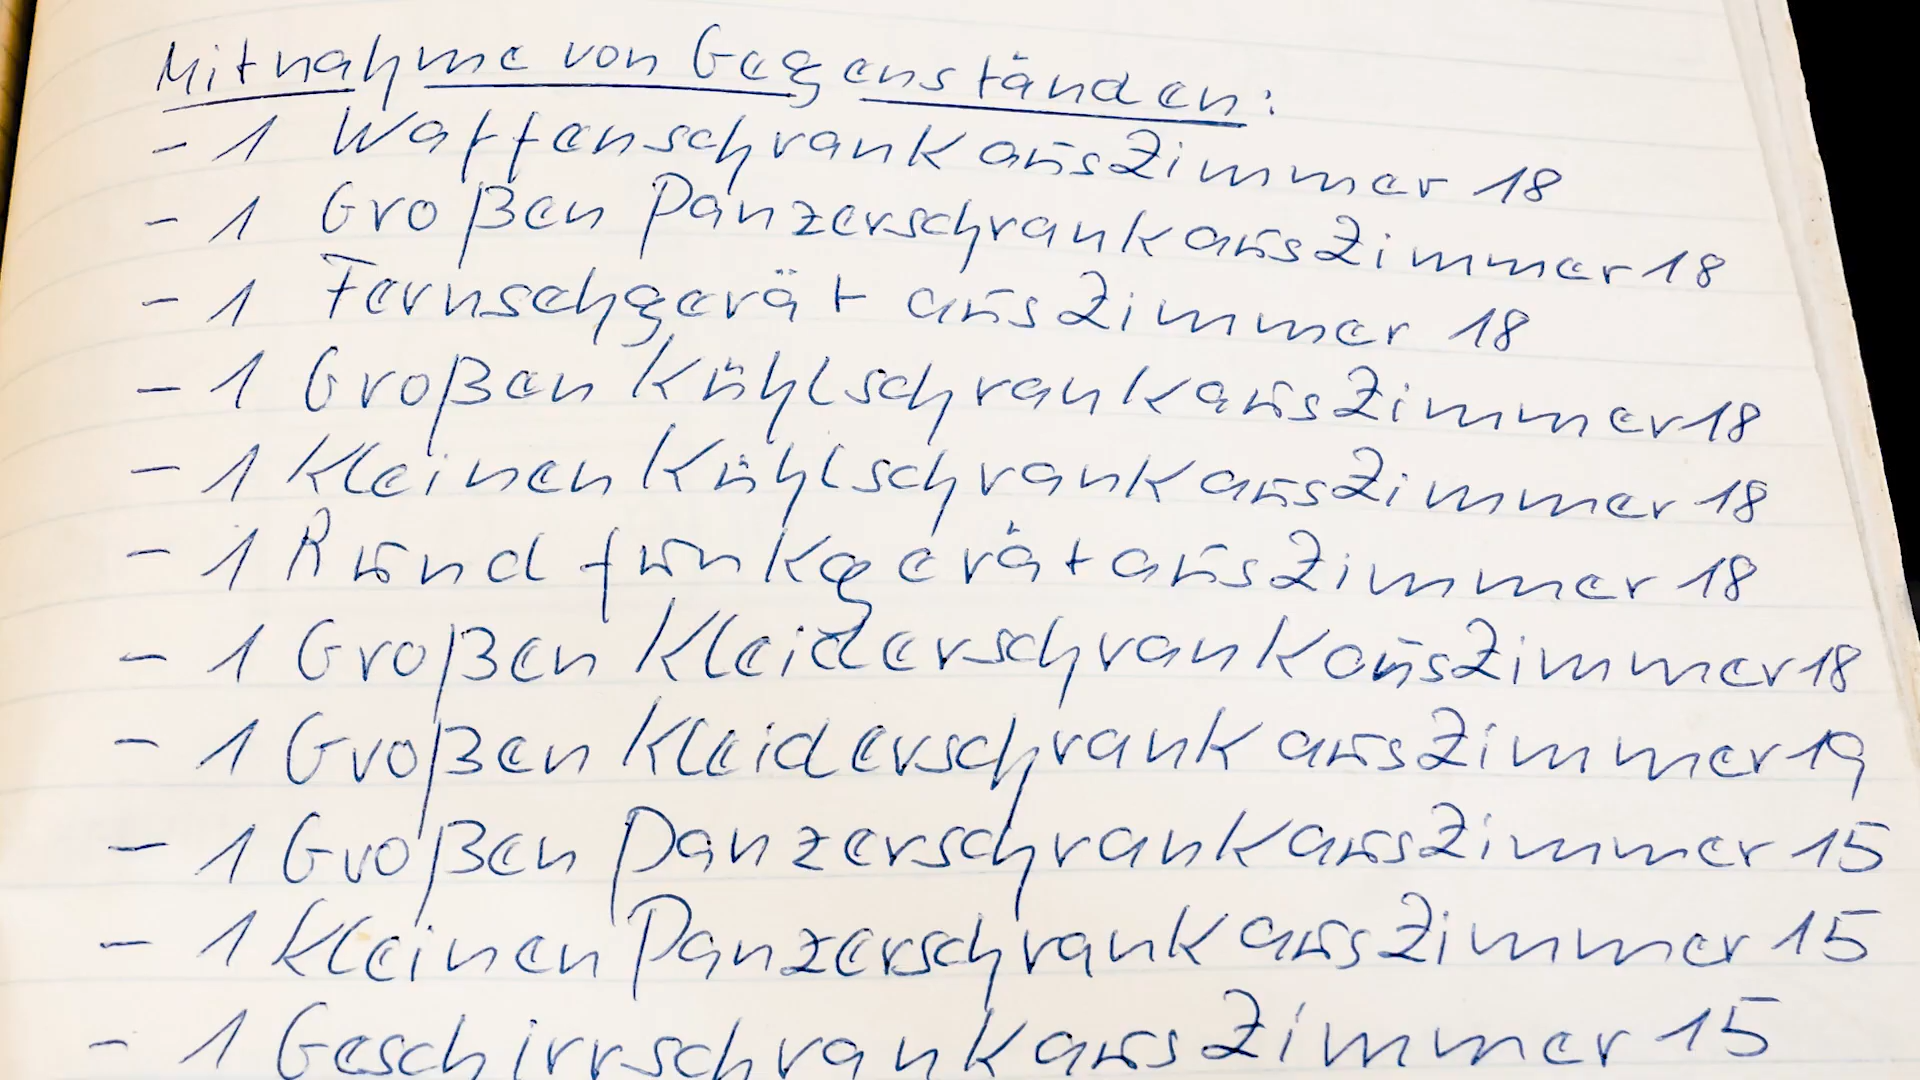 Mitnahme von Gegenständen:
- 1 Waffenschrank aus Zimmer 18
- 1 Großen Panzerschrank aus Zimmer 18
- 1 Fernsehgerät aus Zimmer 18
- 1 Großen Kühlschrank aus Zimmer 18
- 1 Kleinen Kühlschrank aus Zimmer 18
- 1 Rundfunkgerät aus Zimmer 18
- 1 Großen Kleiderschrank aus Zimmer 18
- 1 Großen Kleiderschrank aus Zimmer 19
- 1 Großen Panzerschrank aus Zimmer 15
- 1 Kleinen Panzerschrank aus Zimmer 15
- 1 Geschirrschrank aus Zimmer 15